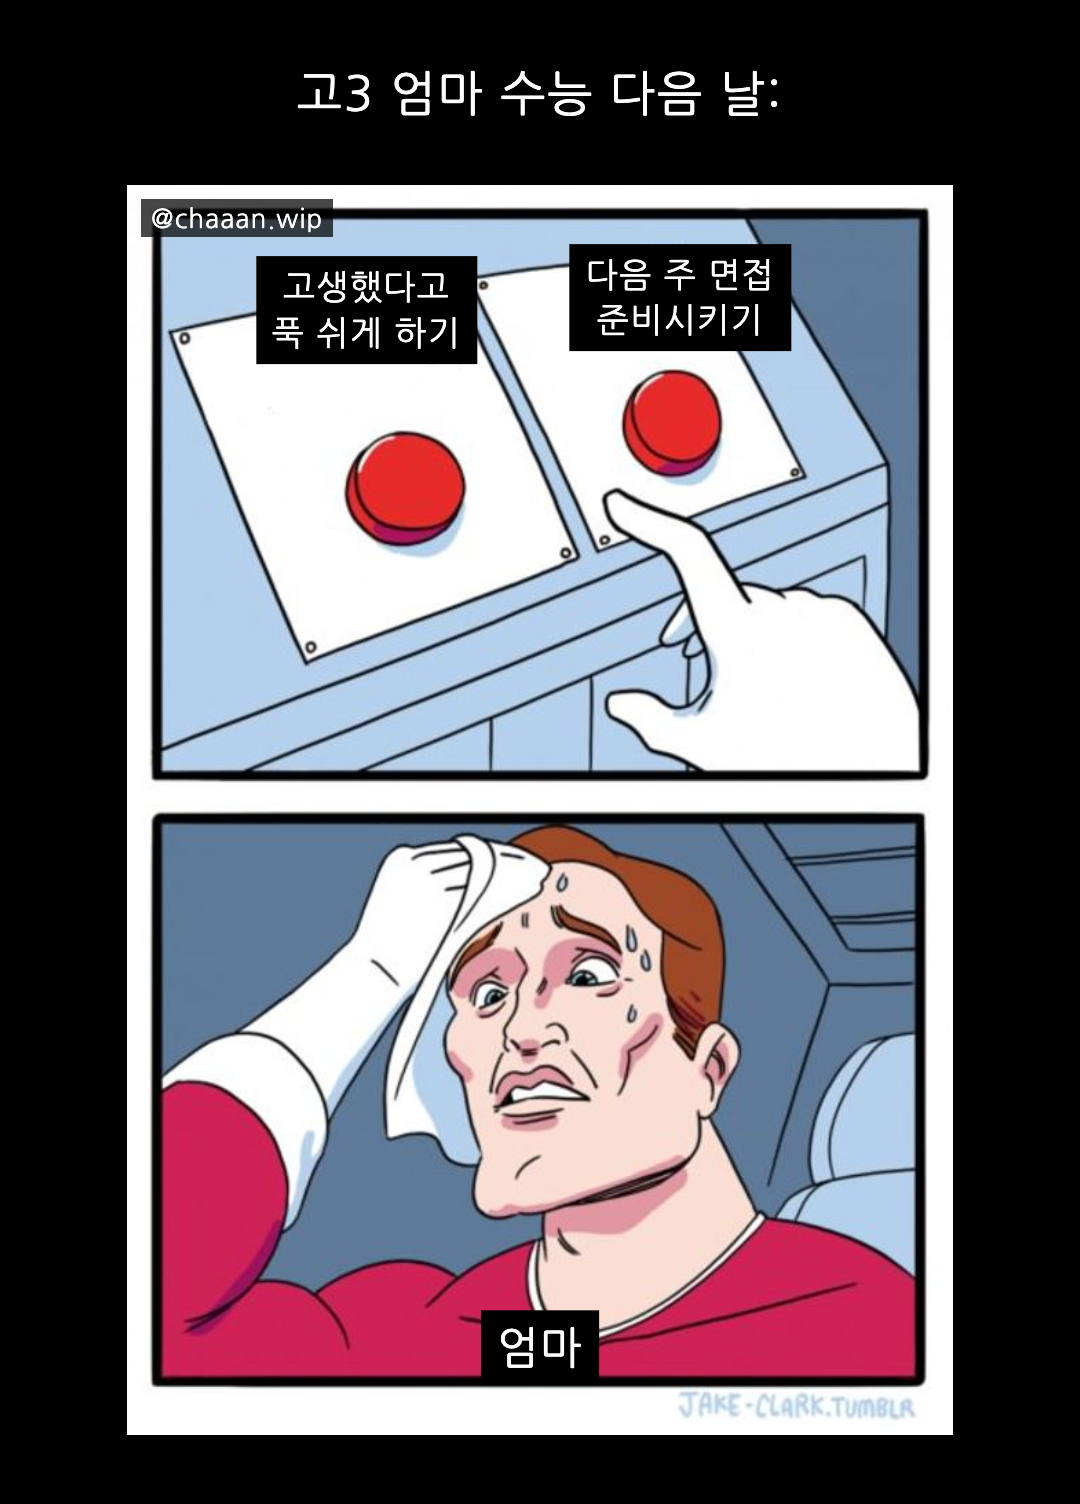 고3 엄마 수능 다음 날:
@chaaan.wip
고생했다고
푹 쉬게 하기
다음 주 면접
준비시키기
엄마
JAKE-CLARK.TUMBLR